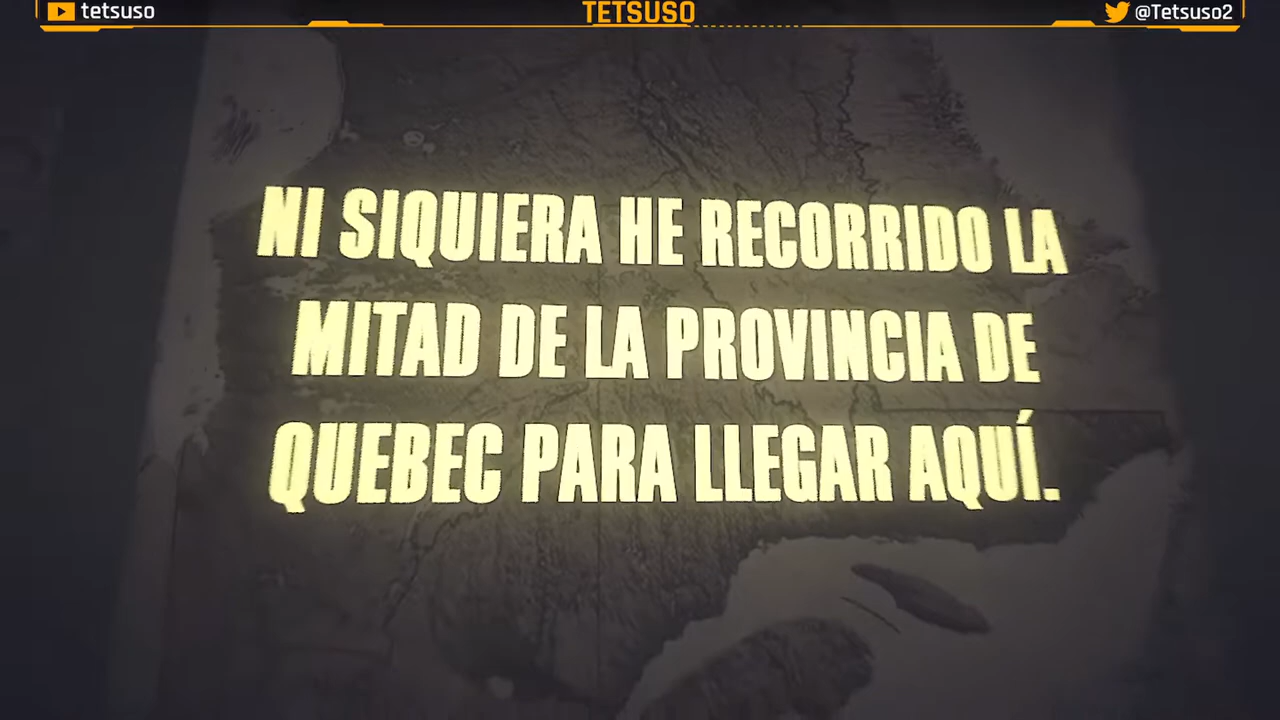 tetsuso
TETSUSO
@Tetsuso2
NI SIQUIERA HE RECORRIDO LA
MITAD DE LA PROVINCIA DE
QUEBEC PARA LLEGAR AQUÍ.